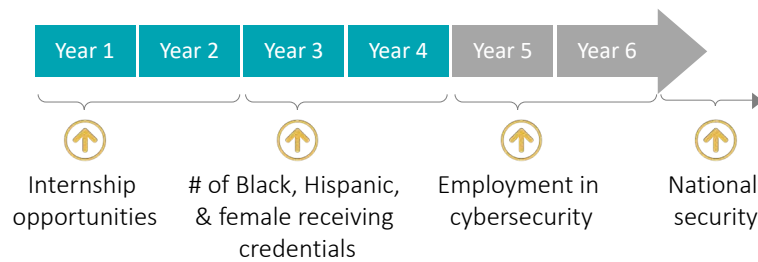 Year 1 Year 2 Year 3 Year 4 Year 5 Year 6
Internship
opportunities
# of Black, Hispanic,
& female receiving
credentials
Employment in
cybersecurity
National
security